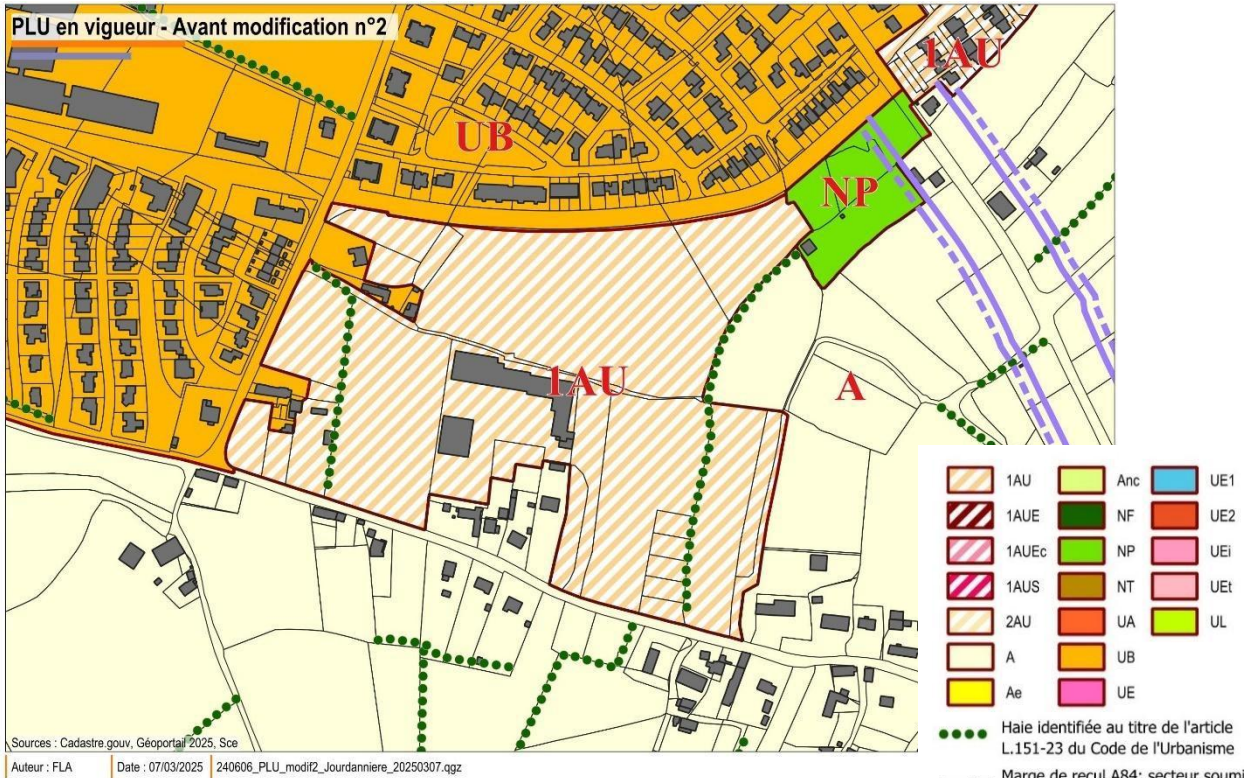 PLU en vigueur - Avant modification n°2
1AU
UB
NP
1AU
A
1AU Anc UE1
1AUE NF UE2
1AUEc NP UEi
1AUS NT UEt
2AU UA UL
A UB
Ae UE
Haie identifiée au titre de l'article
L.151-23 du Code de l'Urbanisme
Marge de recul A84: secteur soumi
Sources : Cadastre.gouv, Géoportail 2025, Sce
Auteur : FLA Date : 07/03/2025 240606_PLU_modif2_Jourdanniere_20250307.qgz